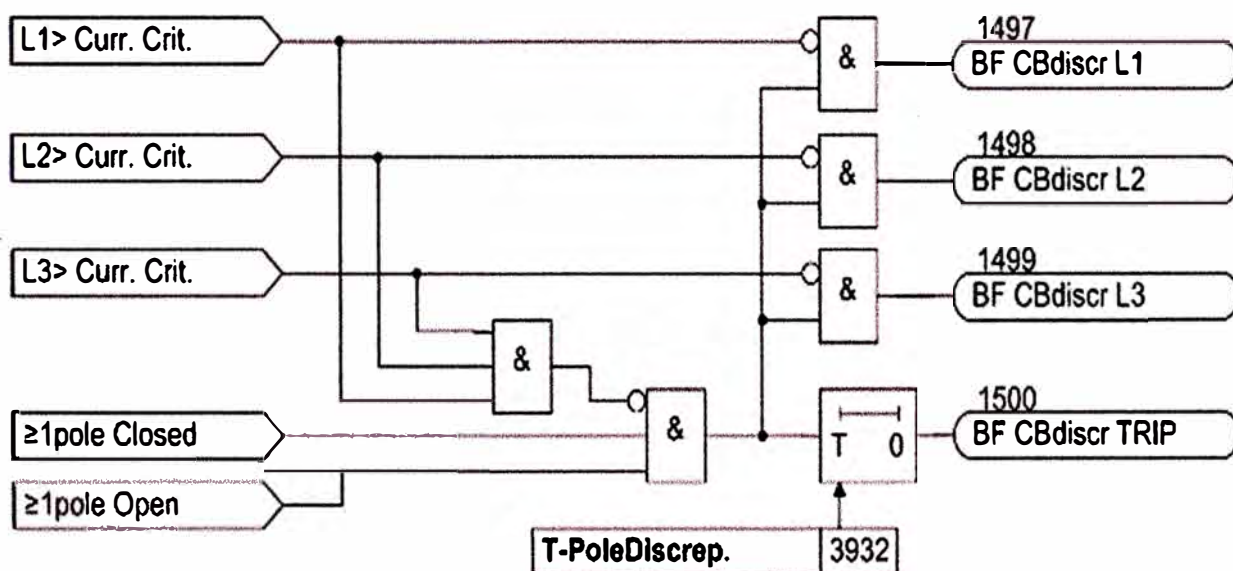 L1> Curr. Crit.
&
1497
BF CBdiscr L1
L2> Curr. Crit.
&
1498
BF CBdiscr L2
L3> Curr. Crit.
&
1499
BF CBdiscr L3
&
≥1pole Closed
&
T 0
1500
BF CBdiscr TRIP
≥1pole Open
T-PoleDiscrep. 3932